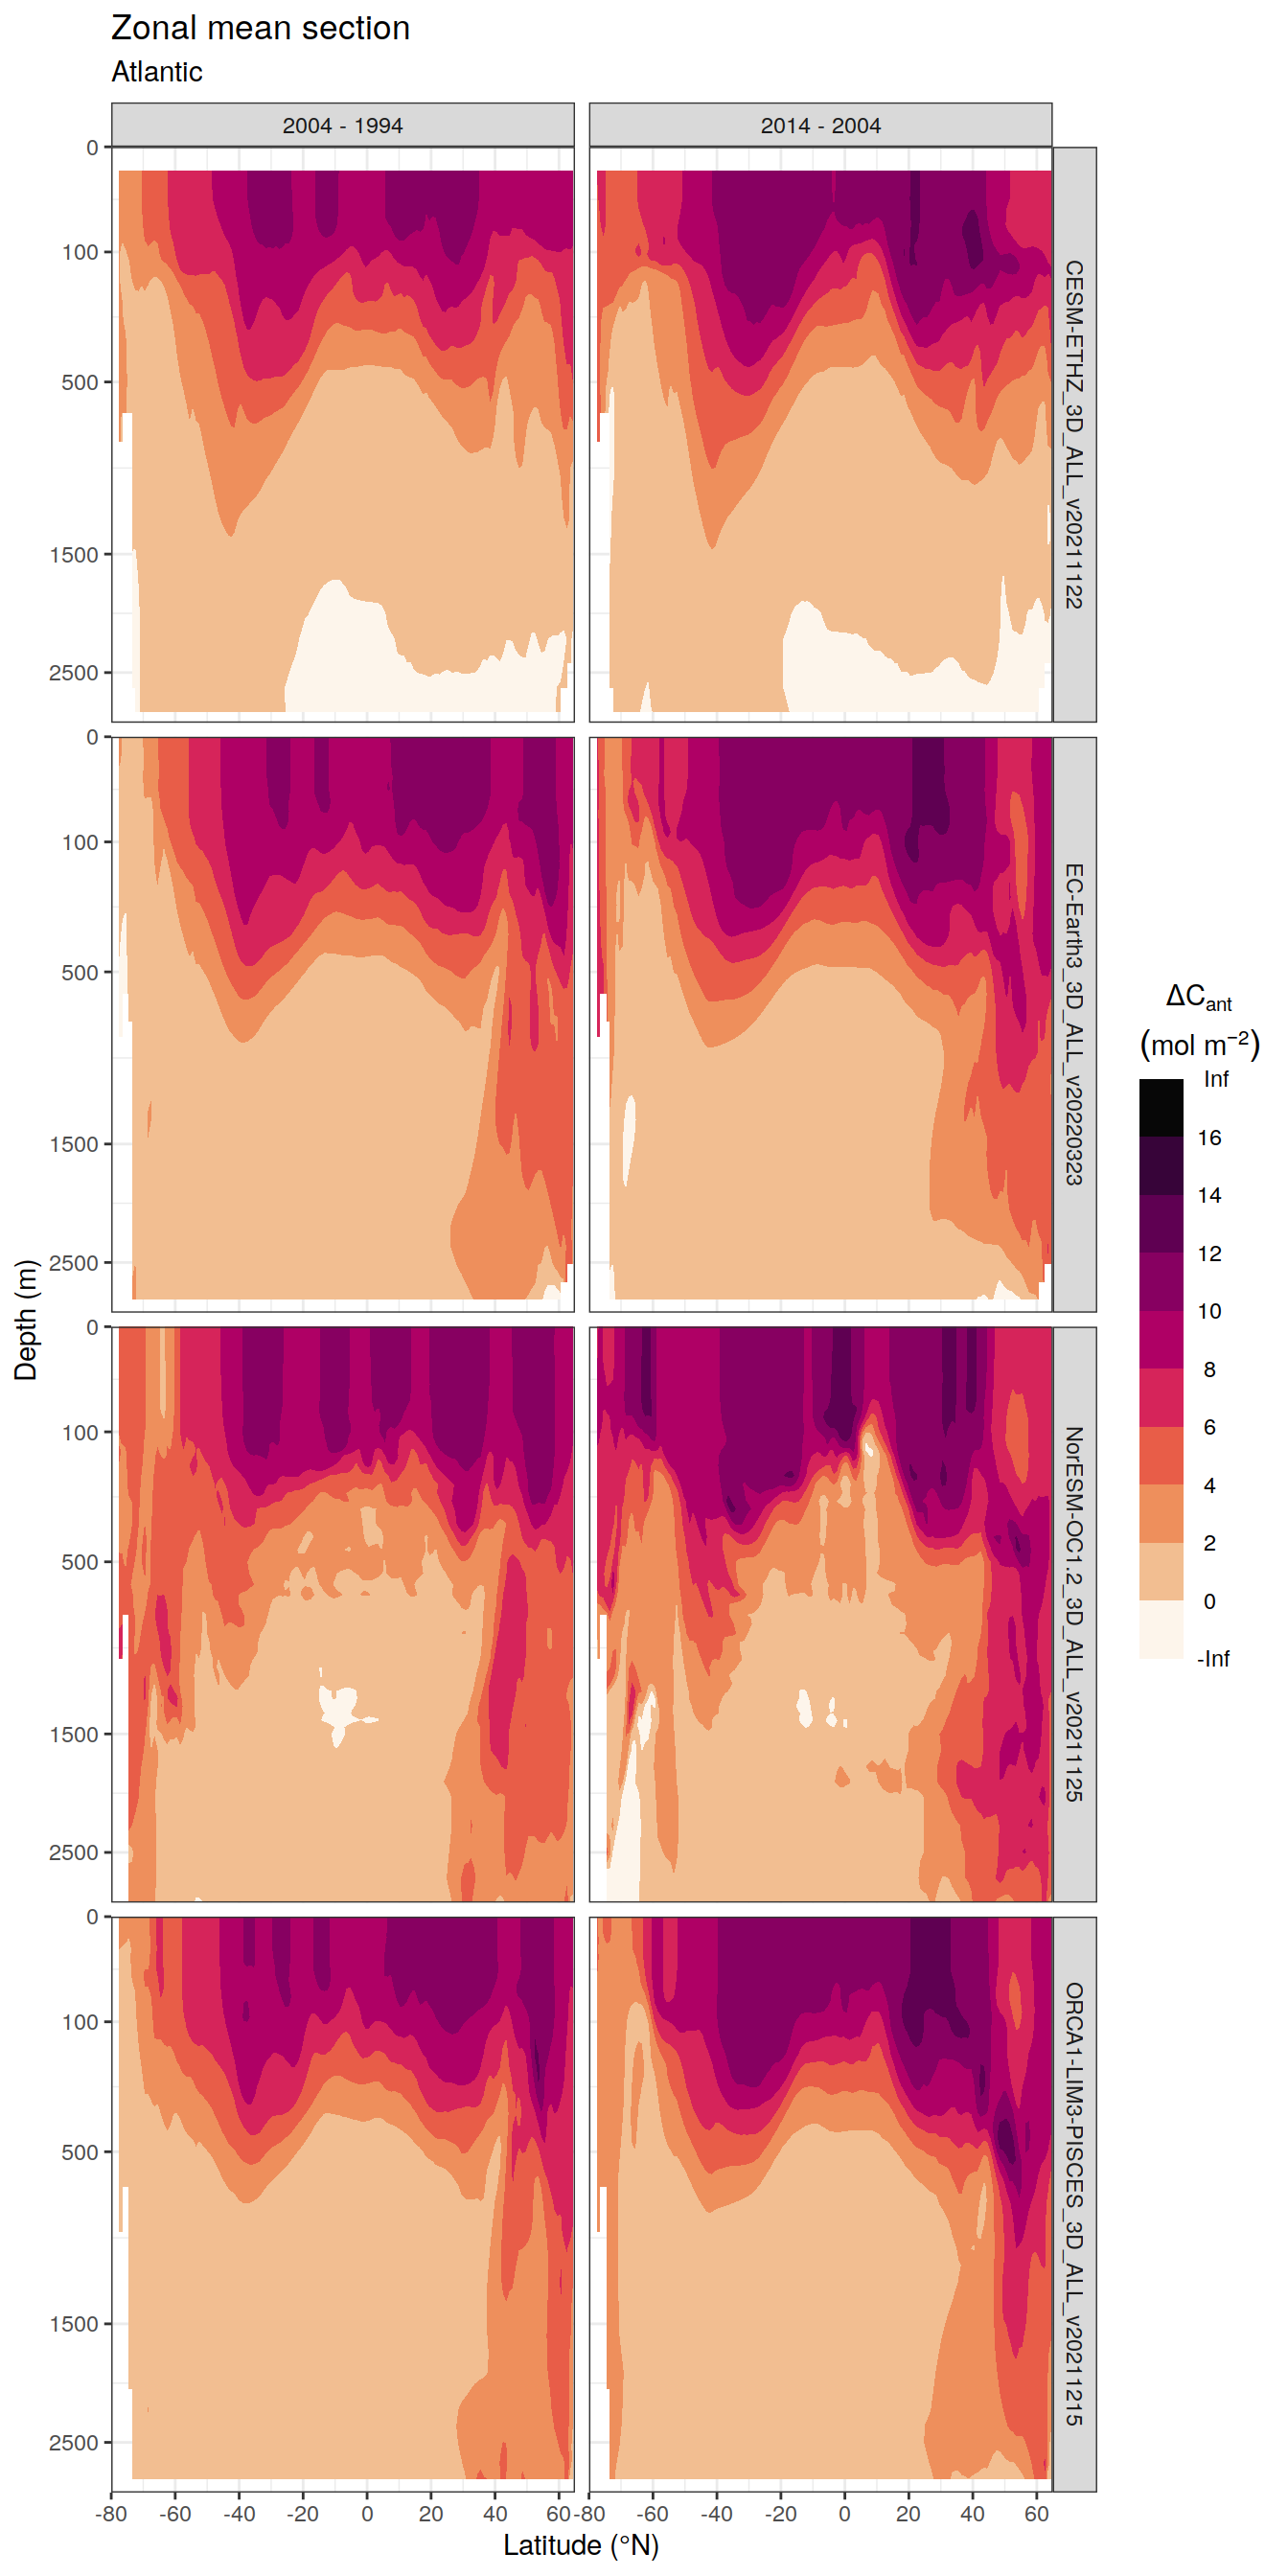 Zonal mean section
Atlantic
2004 - 1994
2014 - 2004
0
100
500
1500
2500
CESM-ETHZ_3D_ALL_v20211122
0
100
500
1500
2500
EC-Earth3_3D_ALL_v20220323
0
100
500
1500
2500
NorESM-OC1.2_3D_ALL_v20211125
0
100
500
1500
2500
ORCA1-LIM3-PISCES_3D_ALL_v20211215
Depth (m)
-80 -60 -40 -20 0 20 40 60
-80 -60 -40 -20 0 20 40 60
Latitude (°N)
ΔCant
(mol m−2)
Inf
16
14
12
10
8
6
4
2
0
-Inf